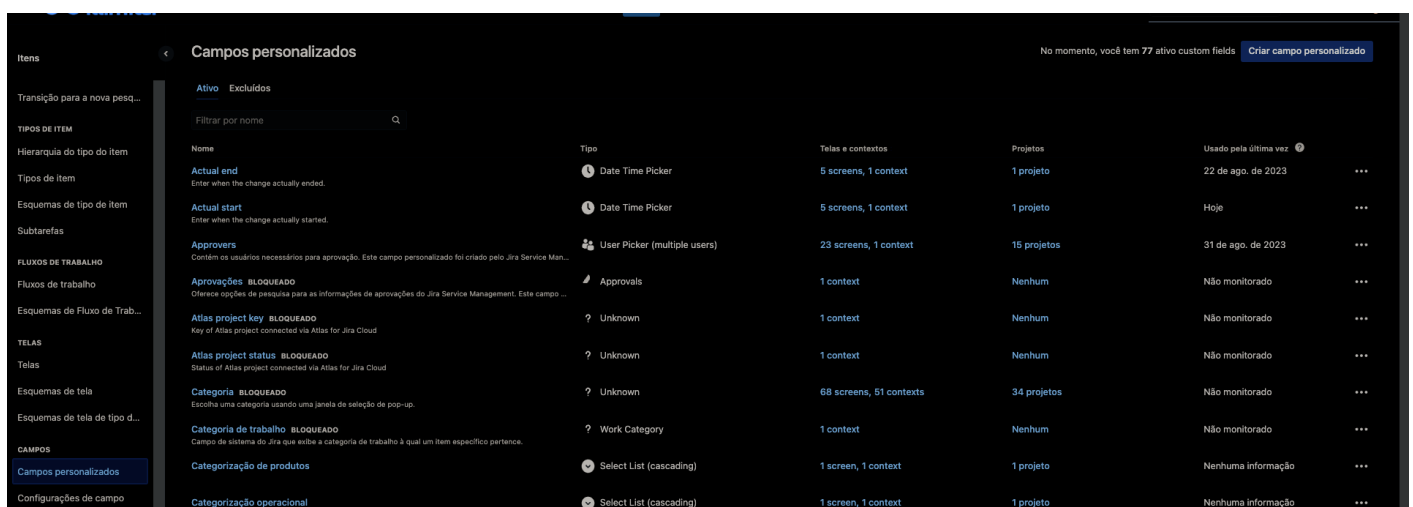 Itens
Campos personalizados
No momento, você tem 77 ativo custom fields
Criar campo personalizado
Transição para a nova pesq...
TIPOS DE ITEM
Hierarquia do tipo do item
Tipos de item
Esquemas de tipo de item
Subtarefas
FLUXOS DE TRABALHO
Fluxos de trabalho
Esquemas de Fluxo de Trab...
TELAS
Telas
Esquemas de tela
Esquemas de tela de tipo d...
CAMPOS
Campos personalizados
Configurações de campo
Ativo Excluídos
Filtrar por nome
Nome Tipo Telas e contextos Projetos Usado pela última vez
Actual end Date Time Picker 5 screens, 1 context 1 projeto 22 de ago. de 2023
Enter when the change actually ended.
Actual start Date Time Picker 5 screens, 1 context 1 projeto Hoje
Enter when the change actually started.
Approvers User Picker (multiple users) 23 screens, 1 context 15 projetos 31 de ago. de 2023
Contém os usuários necessários para aprovação. Este campo personalizado foi criado pelo Jira Service Man...
Aprovações BLOQUEADO Approvals 1 context Nenhum Não monitorado
Oferece opções de pesquisa para as informações de aprovações do Jira Service Management. Este campo ...
Atlas project key BLOQUEADO ? Unknown 1 context Nenhum Não monitorado
Key of Atlas project connected via Atlas for Jira Cloud
Atlas project status BLOQUEADO ? Unknown 1 context Nenhum Não monitorado
Status of Atlas project connected via Atlas for Jira Cloud
Categoria BLOQUEADO ? Unknown 68 screens, 51 contexts 34 projetos Não monitorado
Escolha uma categoria usando uma janela de seleção de pop-up.
Categoria de trabalho BLOQUEADO ? Work Category 1 context Nenhum Não monitorado
Campo de sistema do Jira que exibe a categoria de trabalho à qual um item específico pertence.
Categorização de produtos Select List (cascading) 1 screen, 1 context 1 projeto Nenhuma informação
Categorização operacional Select List (cascading) 1 screen, 1 context 1 projeto Nenhuma informação